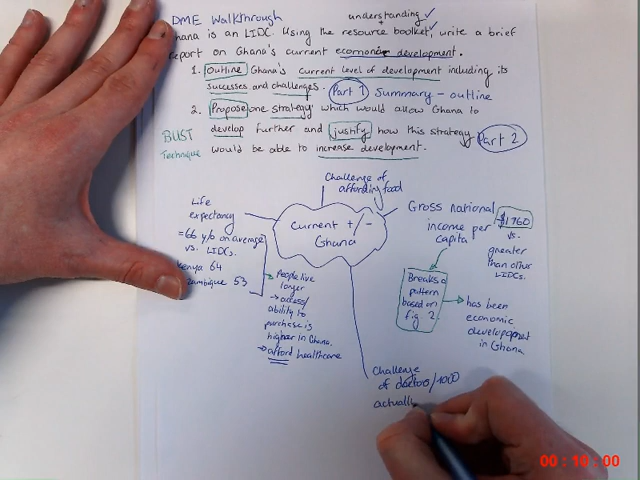 DME Walkthrough
understanding ✓
+
Ghana is an LIDC. Using the resource booklet, write a brief
report on Ghana's current economic development.
1. Outline Ghana's current level of development including its
successes and challenges. Part 1 Summary - outline
2. Propose one strategy which would allow Ghana to
develop further and justify how this strategy Part 2
would be able to increase development.
BUST
Technique
Challenge of
affording food
Life
expectancy
=66 y/o on average
vs. LIDCs.
Kenya 64
Mozambique 53
People live
longer
→ access/
ability to
purchase is
higher in Ghana.
→ afford healthcare
Current +/-
Ghana
Gross national
income per
capita
$1760
vs.
greater
than other
LIDCs.
Breaks a
pattern
based on
fig 2.
has been
economic
development
in Ghana
Challenge
of doctors/1000
actually
00:10:00